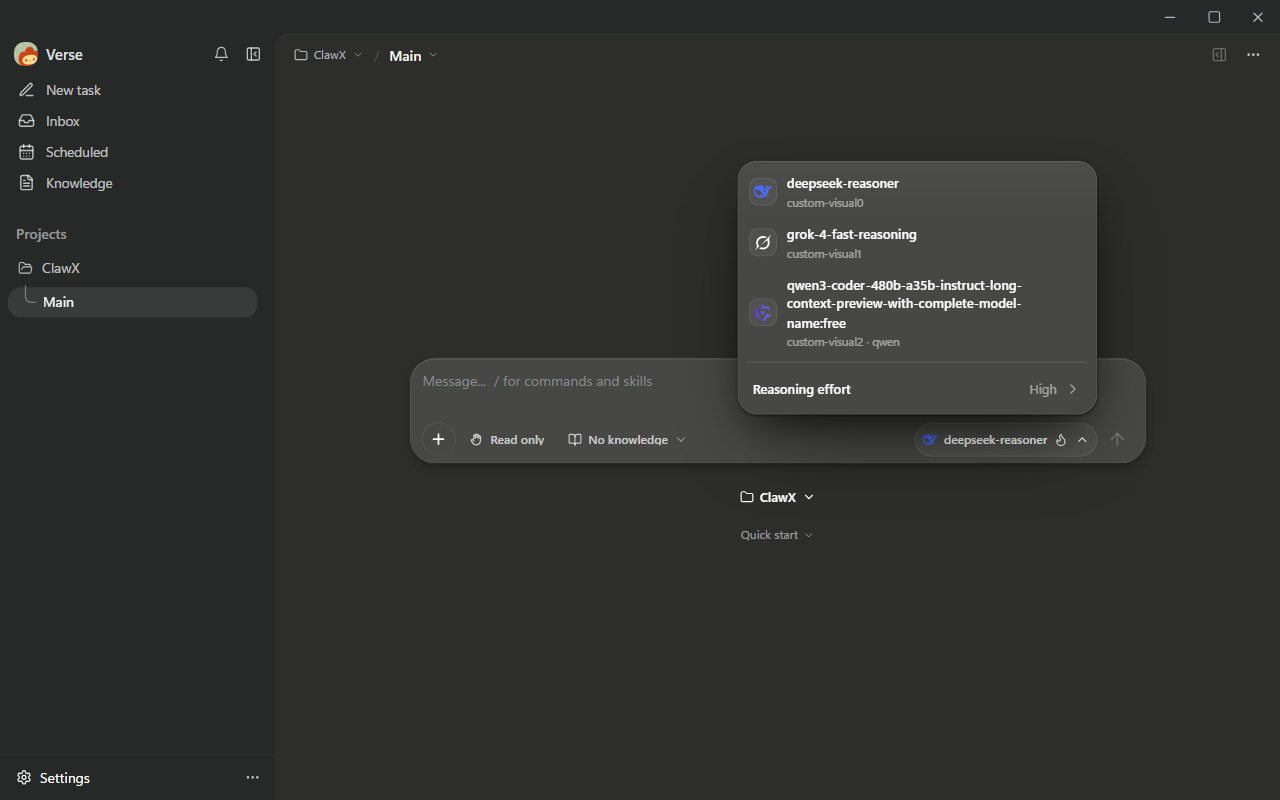 Verse
New task
Inbox
Scheduled
Knowledge
Projects
ClawX
Main
Settings
ClawX / Main
deepseek-reasoner
custom-visual0
grok-4-fast-reasoning
custom-visual1
qwen3-coder-480b-a35b-instruct-long-
context-preview-with-complete-model-
name:free
custom-visual2 · qwen
Reasoning effort High
Message... / for commands and skills
Read only No knowledge deepseek-reasoner
ClawX
Quick start